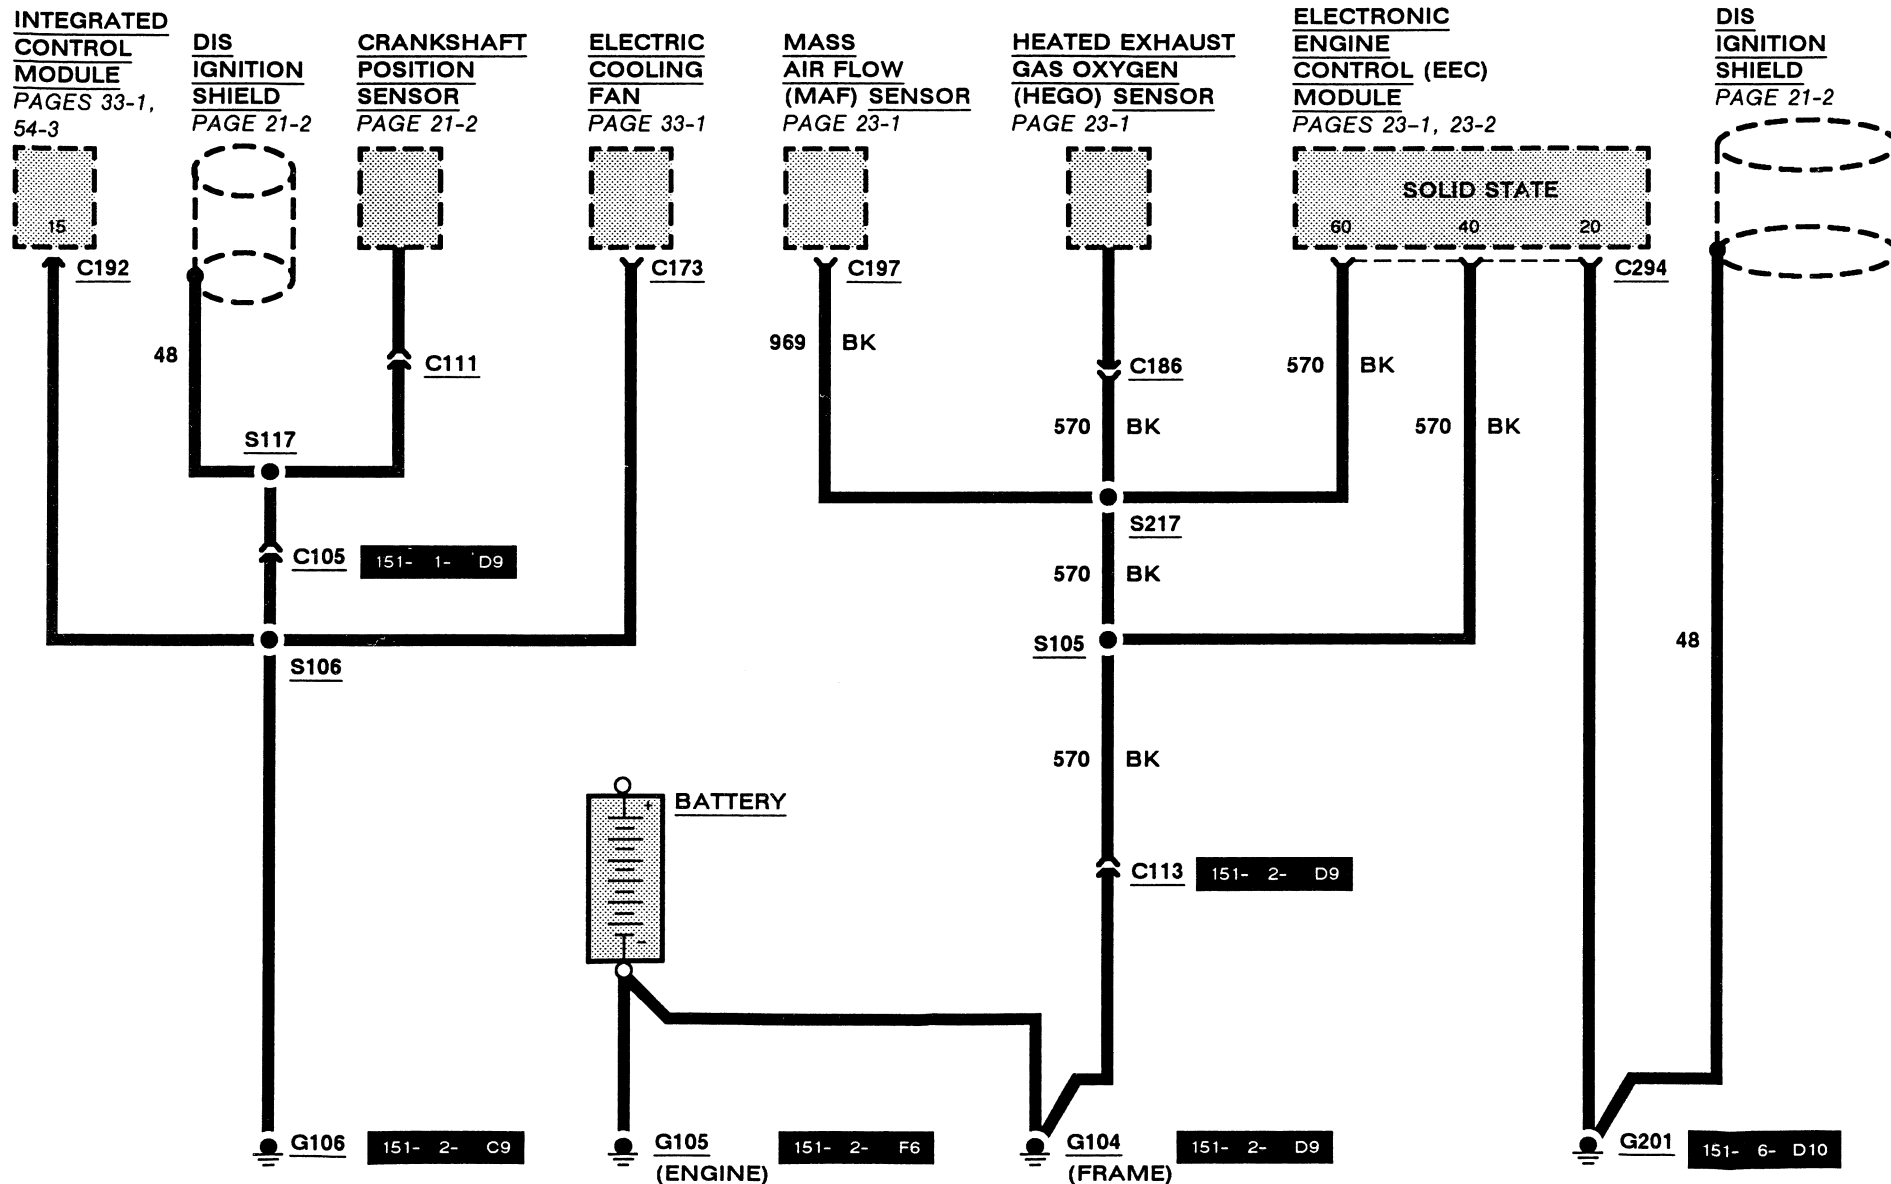 INTEGRATED
CONTROL
MODULE
PAGES 33-1,
54-3
DIS
IGNITION
SHIELD
PAGE 21-2
CRANKSHAFT
POSITION
SENSOR
PAGE 21-2
ELECTRIC
COOLING
FAN
PAGE 33-1
MASS
AIR FLOW
(MAF) SENSOR
PAGE 23-1
HEATED EXHAUST
GAS OXYGEN
(HEGO) SENSOR
PAGE 23-1
ELECTRONIC
ENGINE
CONTROL (EEC)
MODULE
PAGES 23-1, 23-2
DIS
IGNITION
SHIELD
PAGE 21-2
SOLID STATE
15
60 40 20
C192
C173
C197
C294
48
C111
969 BK
C186
570 BK
570 BK
570 BK
S117
S217
C105 151- 1- D9
570 BK
S106
S105
48
570 BK
BATTERY
+
-
C113 151- 2- D9
G106 151- 2- C9
G105 151- 2- F6
(ENGINE)
G104 151- 2- D9
(FRAME)
G201 151- 6- D10